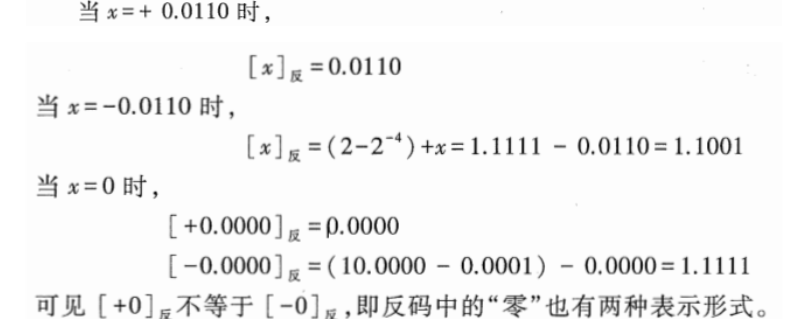 当 x=+ 0.0110 时，
[x]反=0.0110
当 x=-0.0110 时，
[x]反=(2-2⁻⁴)+x=1.1111 - 0.0110=1.1001
当 x=0 时，
[+0.0000]反=0.0000
[-0.0000]反=(10.0000 - 0.0001) - 0.0000=1.1111
可见 [+0]反不等于 [-0]反，即反码中的“零”也有两种表示形式。